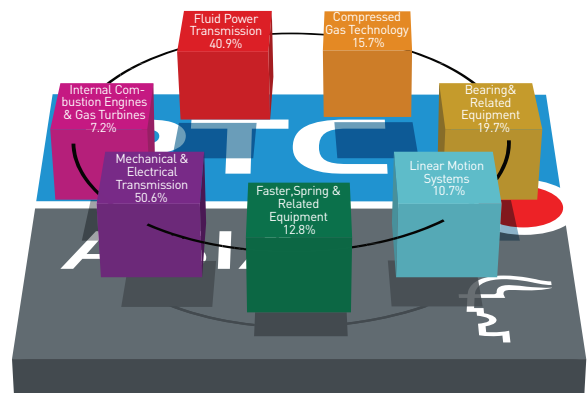 Fluid Power
Transmission
40.9%
Compressed
Gas Technology
15.7%
Internal Com-
bustion Engines
& Gas Turbines
7.2%
Bearing&
Related
Equipment
19.7%
Mechanical &
Electrical
Transmission
50.6%
Linear Motion
Systems
10.7%
Faster,Spring &
Related
Equipment
12.8%
PTC
ASIA